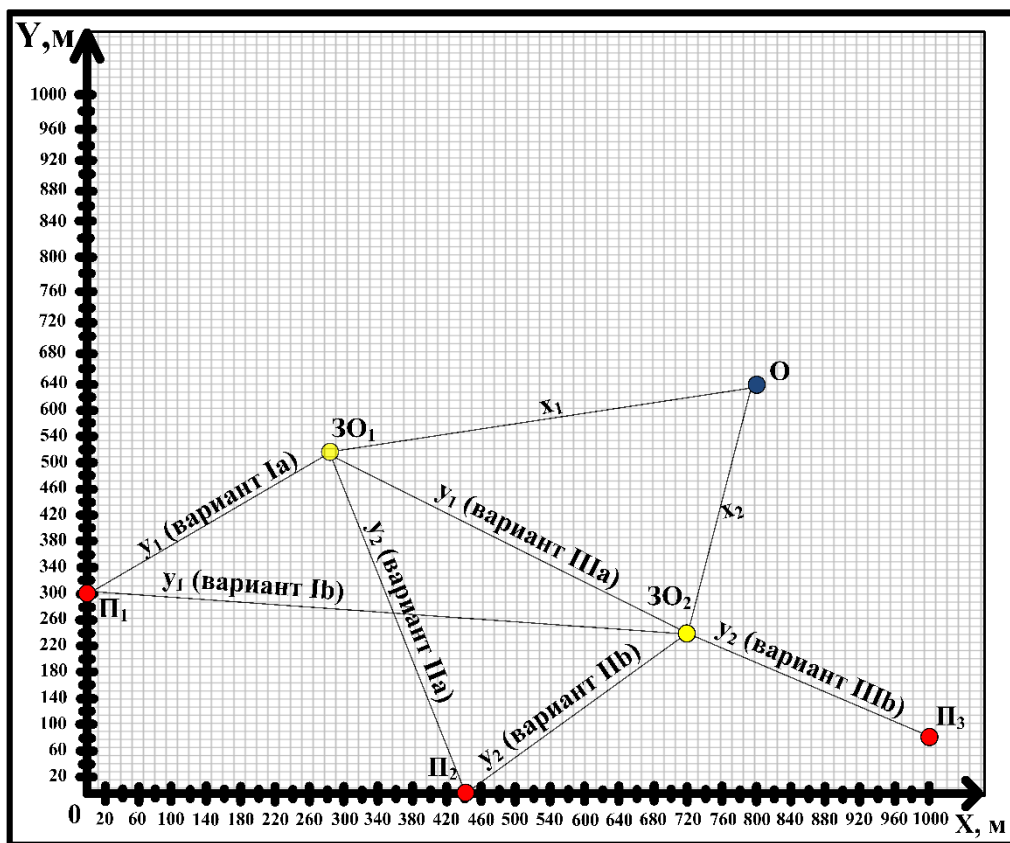 Y,м
1000
960
920
880
840
800
760
720
680
640
600
540
500
460
420
380
340
300
260
220
180
140
100
60
20
0
О
x₁
ЗО₁
y₁ (вариант Ia)
y₂ (вариант IIa)
y₁ (вариант IIIa)
x₂
y₁ (вариант Ib)
П₁
ЗО₂
y₂ (вариант IIb)
y₂ (вариант IIIb)
П₂
П₃
20 60 100 140 180 220 260 300 340 380 420 460 500 540 600 640 680 720 760 800 840 880 920 960 1000
X, м